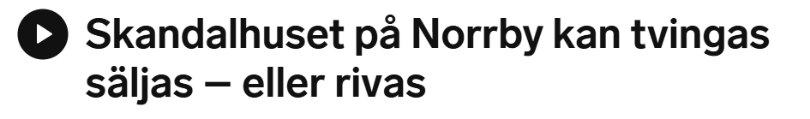 Skandalhuset på Norrby kan tvingas
säljas – eller rivas